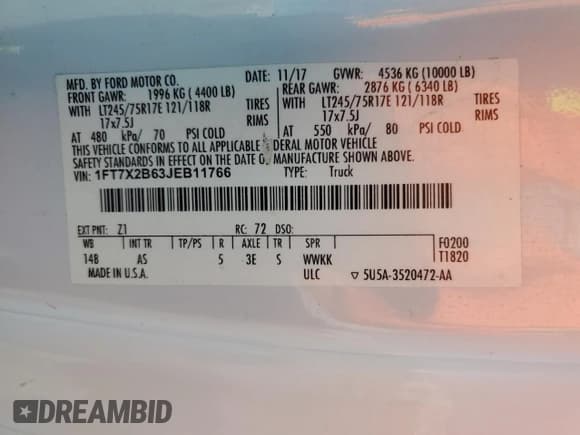 MFD. BY FORD MOTOR CO.
DATE: 11/17 GVWR: 4536 KG (10000 LB)
FRONT GAWR: 1996 KG ( 4400 LB) REAR GAWR: 2876 KG ( 6340 LB)
WITH LT245/75R17E 121/118R TIRES WITH LT245/75R17E 121/118R TIRES
17x7.5J RIMS 17x7.5J RIMS
AT 480 kPa/ 70 PSI COLD AT 550 kPa/ 80 PSI COLD
THIS VEHICLE CONFORMS TO ALL APPLICABLE DERAL MOTOR VEHICLE
SAFETY STANDARDS IN EFFECT ON THE DATE O MANUFACTURE SHOWN ABOVE.
VIN: 1FT7X2B63JEB11766 TYPE: Truck
EXT PNT: Z1 RC: 72 DSO:
WB INT TR TP/PS R AXLE TR SPR F0200
14B AS 5 3E S WWKK T1820
MADE IN U.S.A. ULC ▽ 5U5A-3520472-AA
DREAMBID